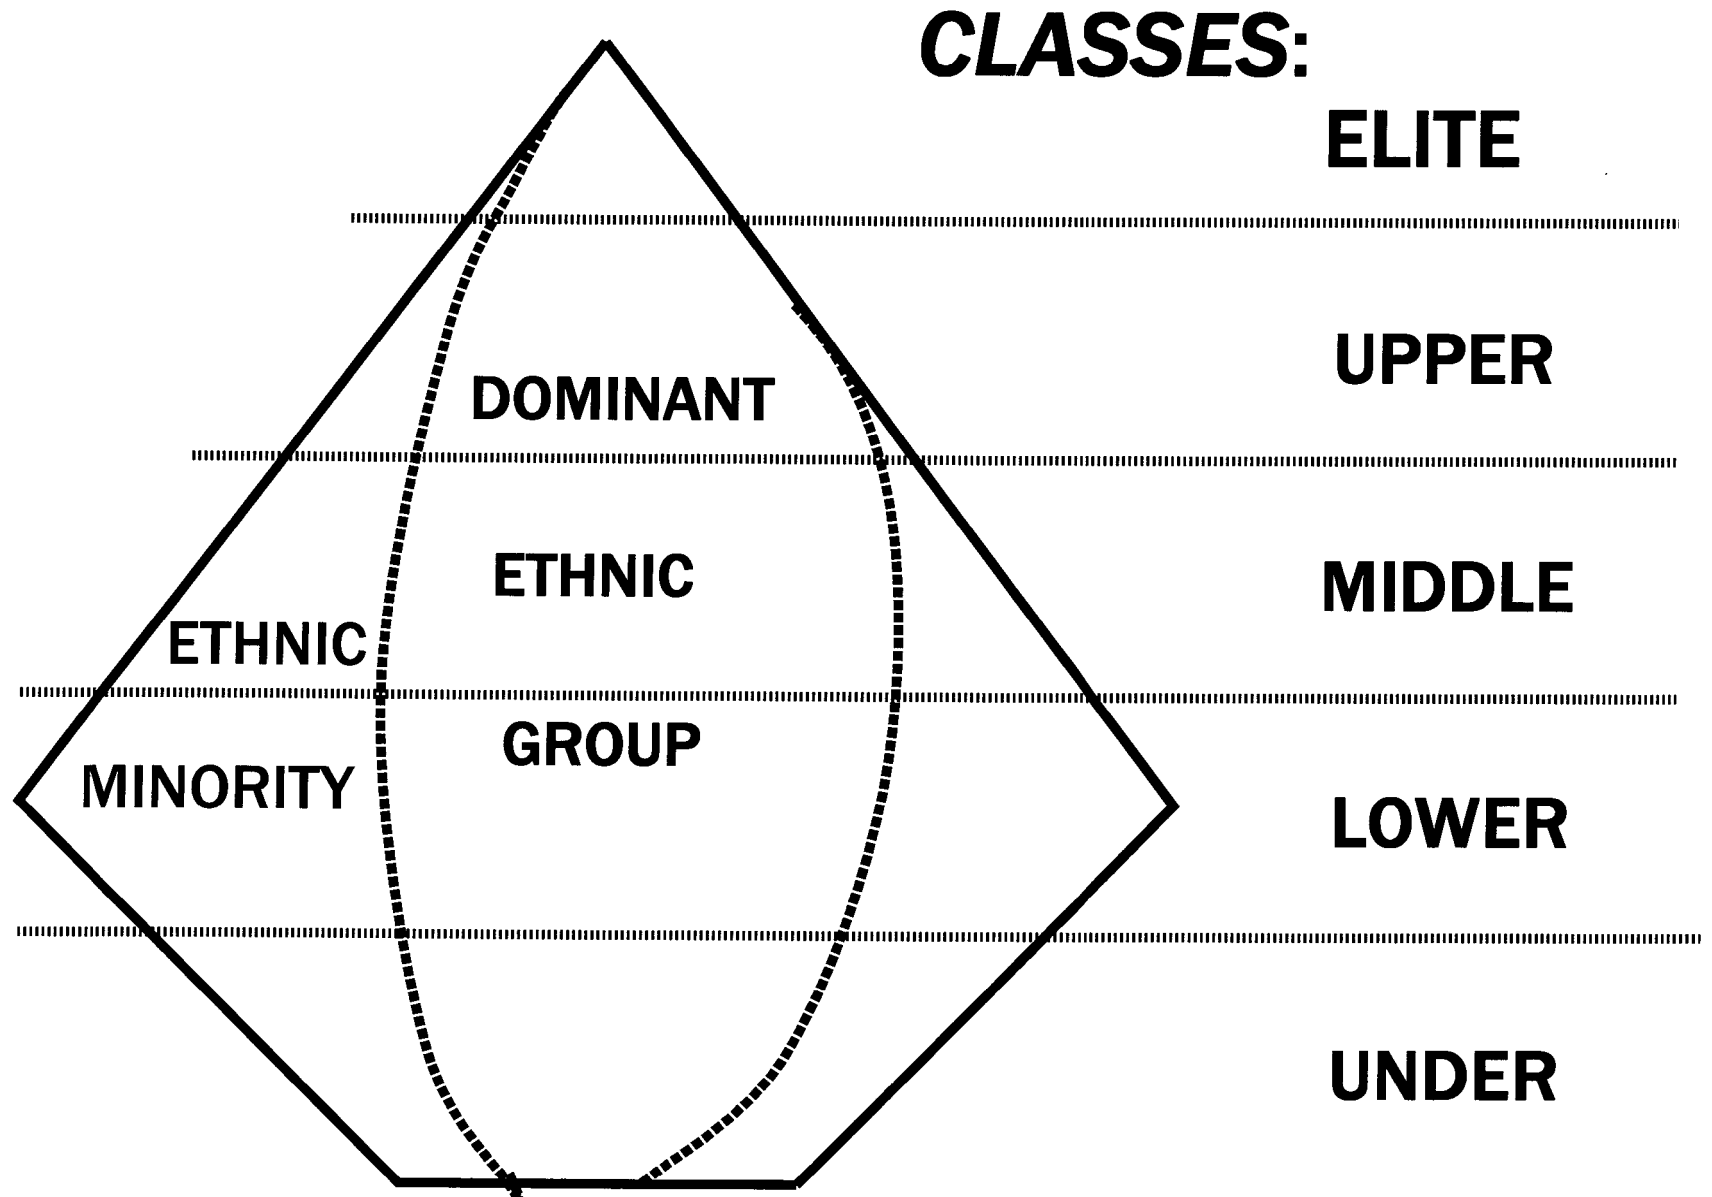 CLASSES:
ELITE
UPPER
DOMINANT
ETHNIC
MIDDLE
ETHNIC
GROUP
MINORITY
LOWER
UNDER